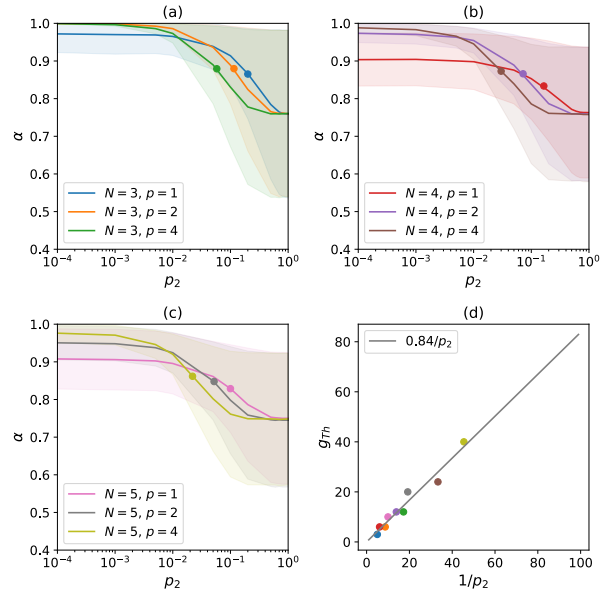 (a)
1.0
0.9
0.8
0.7
0.6
0.5
0.4
α
N = 3, p = 1
N = 3, p = 2
N = 3, p = 4
10⁻⁴ 10⁻³ 10⁻² 10⁻¹ 10⁰
p₂
(b)
1.0
0.9
0.8
0.7
0.6
0.5
0.4
α
N = 4, p = 1
N = 4, p = 2
N = 4, p = 4
10⁻⁴ 10⁻³ 10⁻² 10⁻¹ 10⁰
p₂
(c)
1.0
0.9
0.8
0.7
0.6
0.5
0.4
α
N = 5, p = 1
N = 5, p = 2
N = 5, p = 4
10⁻⁴ 10⁻³ 10⁻² 10⁻¹ 10⁰
p₂
(d)
0.84/p₂
80
60
40
20
0
g_Th
0 20 40 60 80 100
1/p₂